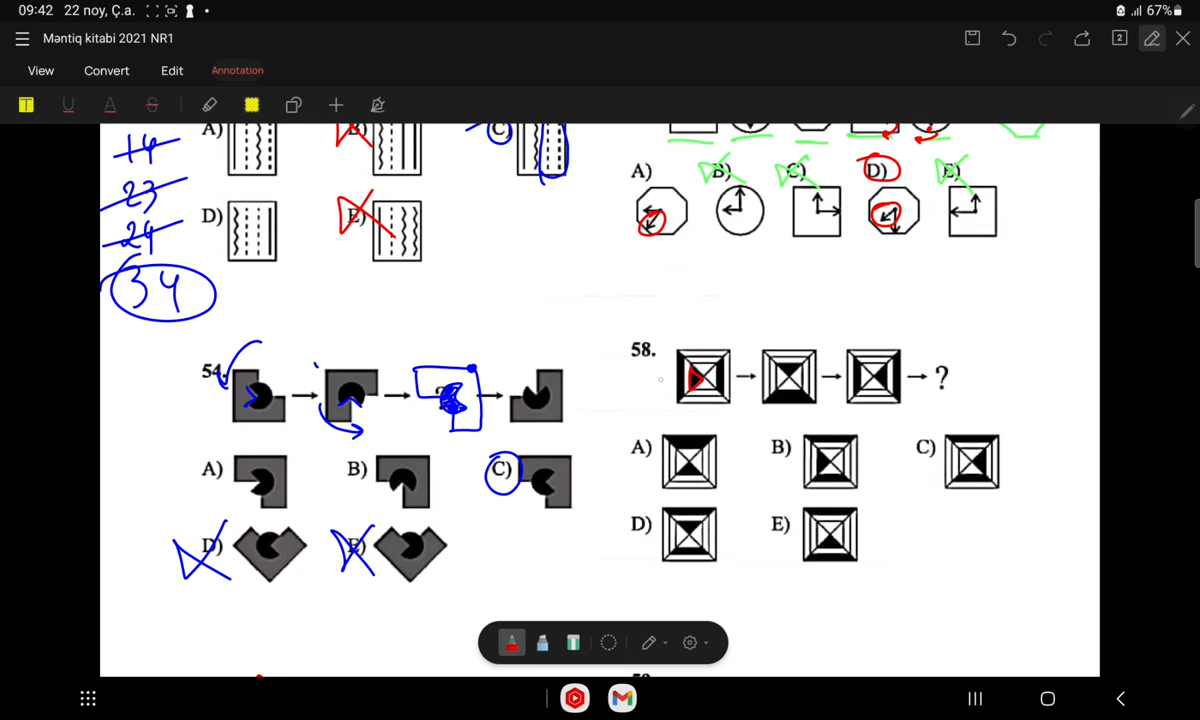 09:42 22 noy, Ç.a. 67%
Məntiq kitabi 2021 NR1
2
View Convert Edit Annotation
T U A S
14
23
24
34
A) B) C)
D) E)
A) B) C) D) E)
54. ?
A) B) C)
D) E)
58. ?
A) B) C)
D) E)